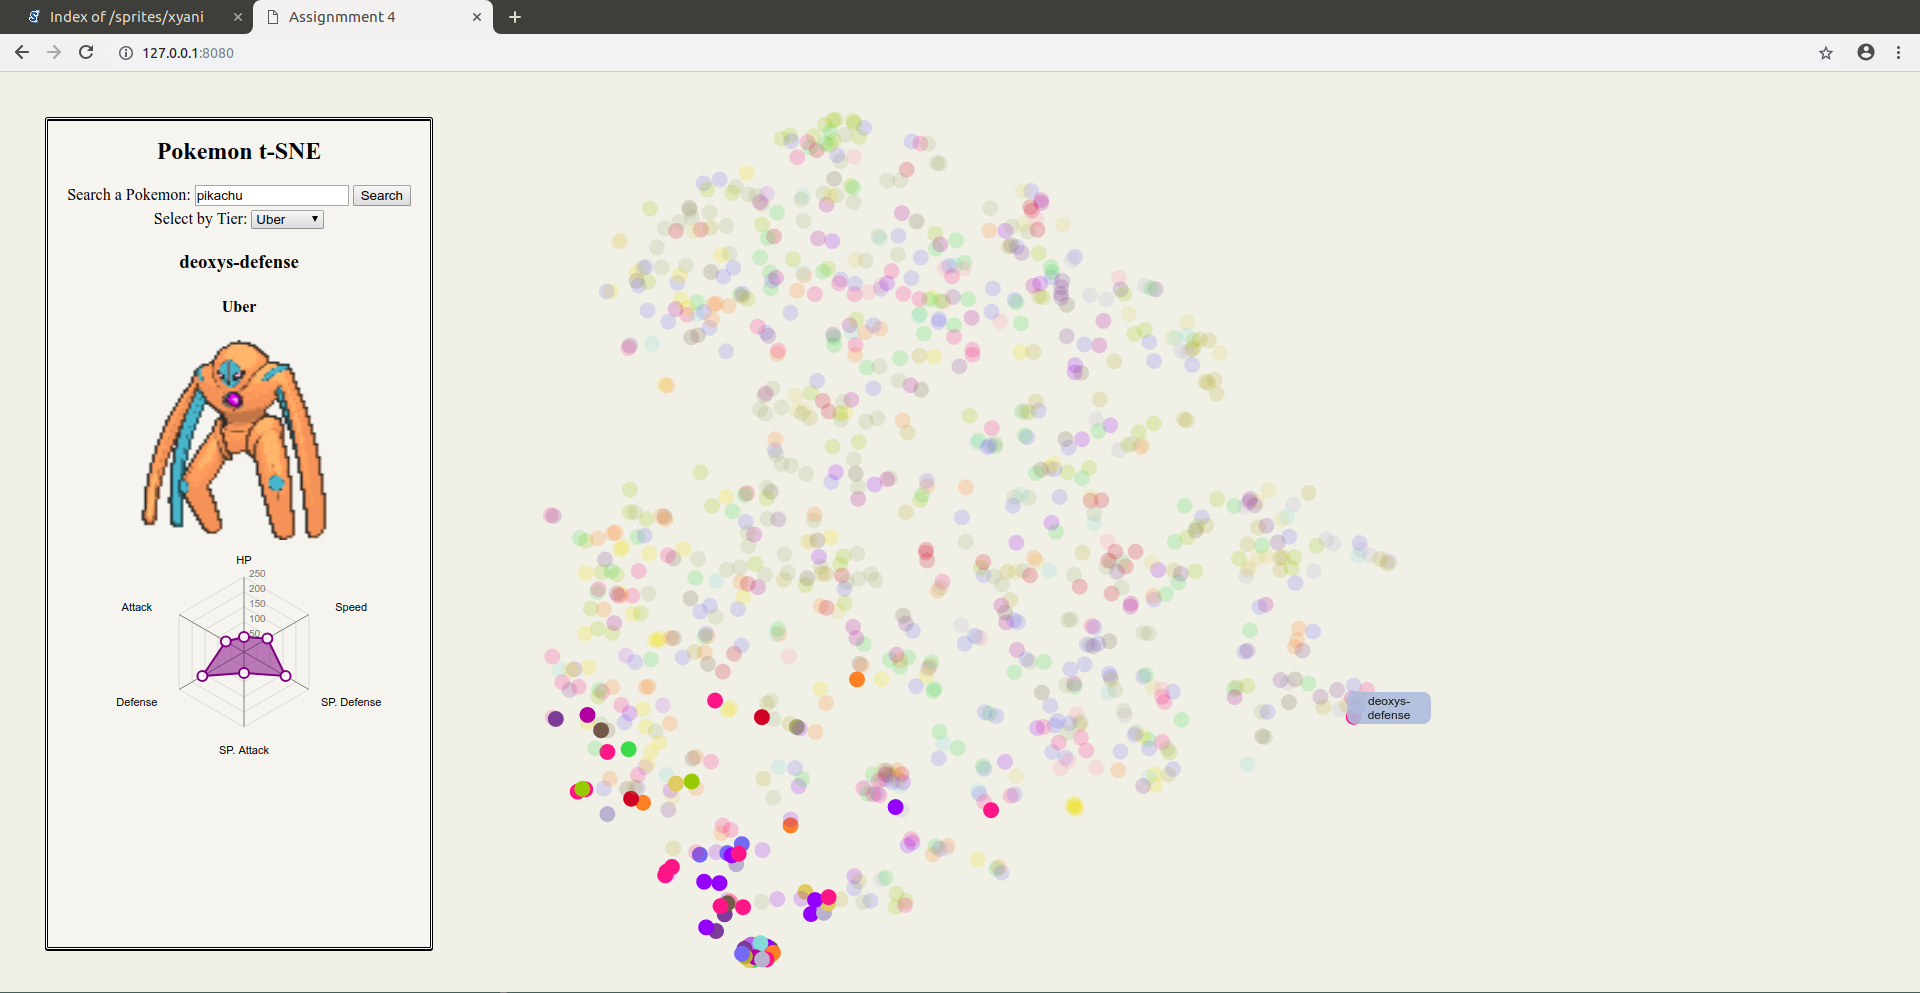 Index of /sprites/xyani
Assignmment 4
127.0.0.1:8080
Pokemon t-SNE
Search a Pokemon: pikachu Search
Select by Tier: Uber
deoxys-defense
Uber
HP
250
200
150
100
50
Attack
Speed
Defense
SP. Defense
SP. Attack
deoxys-
defense